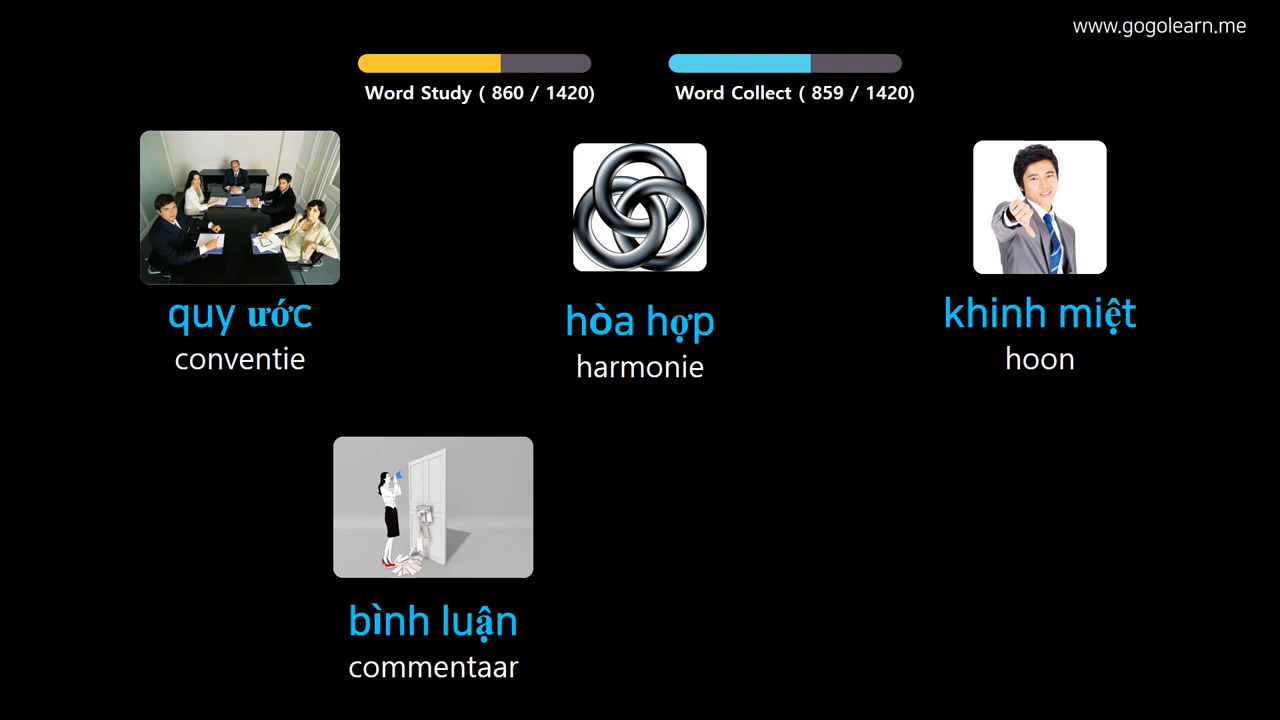 www.gogolearn.me
Word Study ( 860 / 1420)
Word Collect ( 859 / 1420)
quy ước
conventie
hòa hợp
harmonie
khinh miệt
hoon
bình luận
commentaar